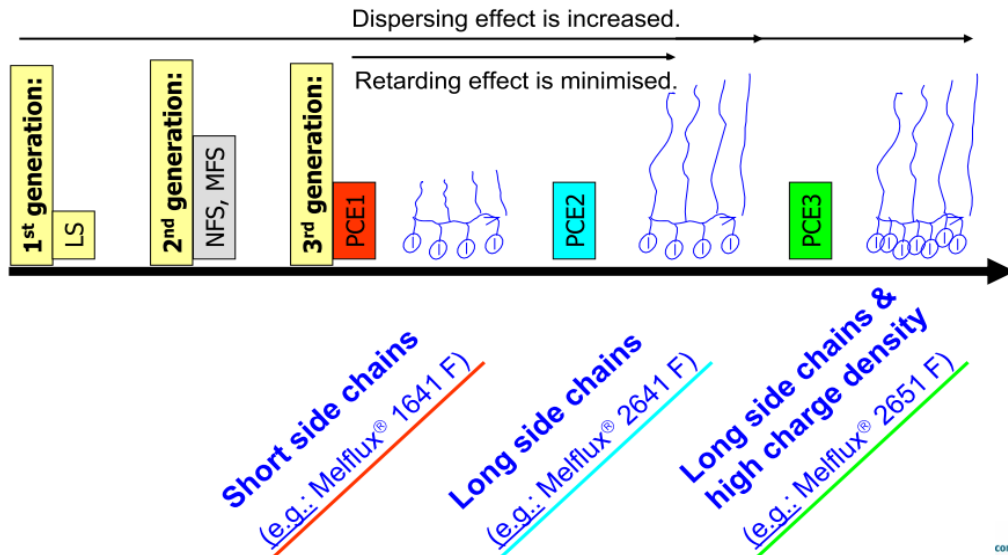 Dispersing effect is increased.
Retarding effect is minimised.
1st generation:
LS
2nd generation:
NFS, MFS
3rd generation:
PCE1
PCE2
PCE3
Short side chains
(e.g.: Melflux® 1641 F)
Long side chains
(e.g.: Melflux® 2641 F)
Long side chains &
high charge density
(e.g.: Melflux® 2651 F)